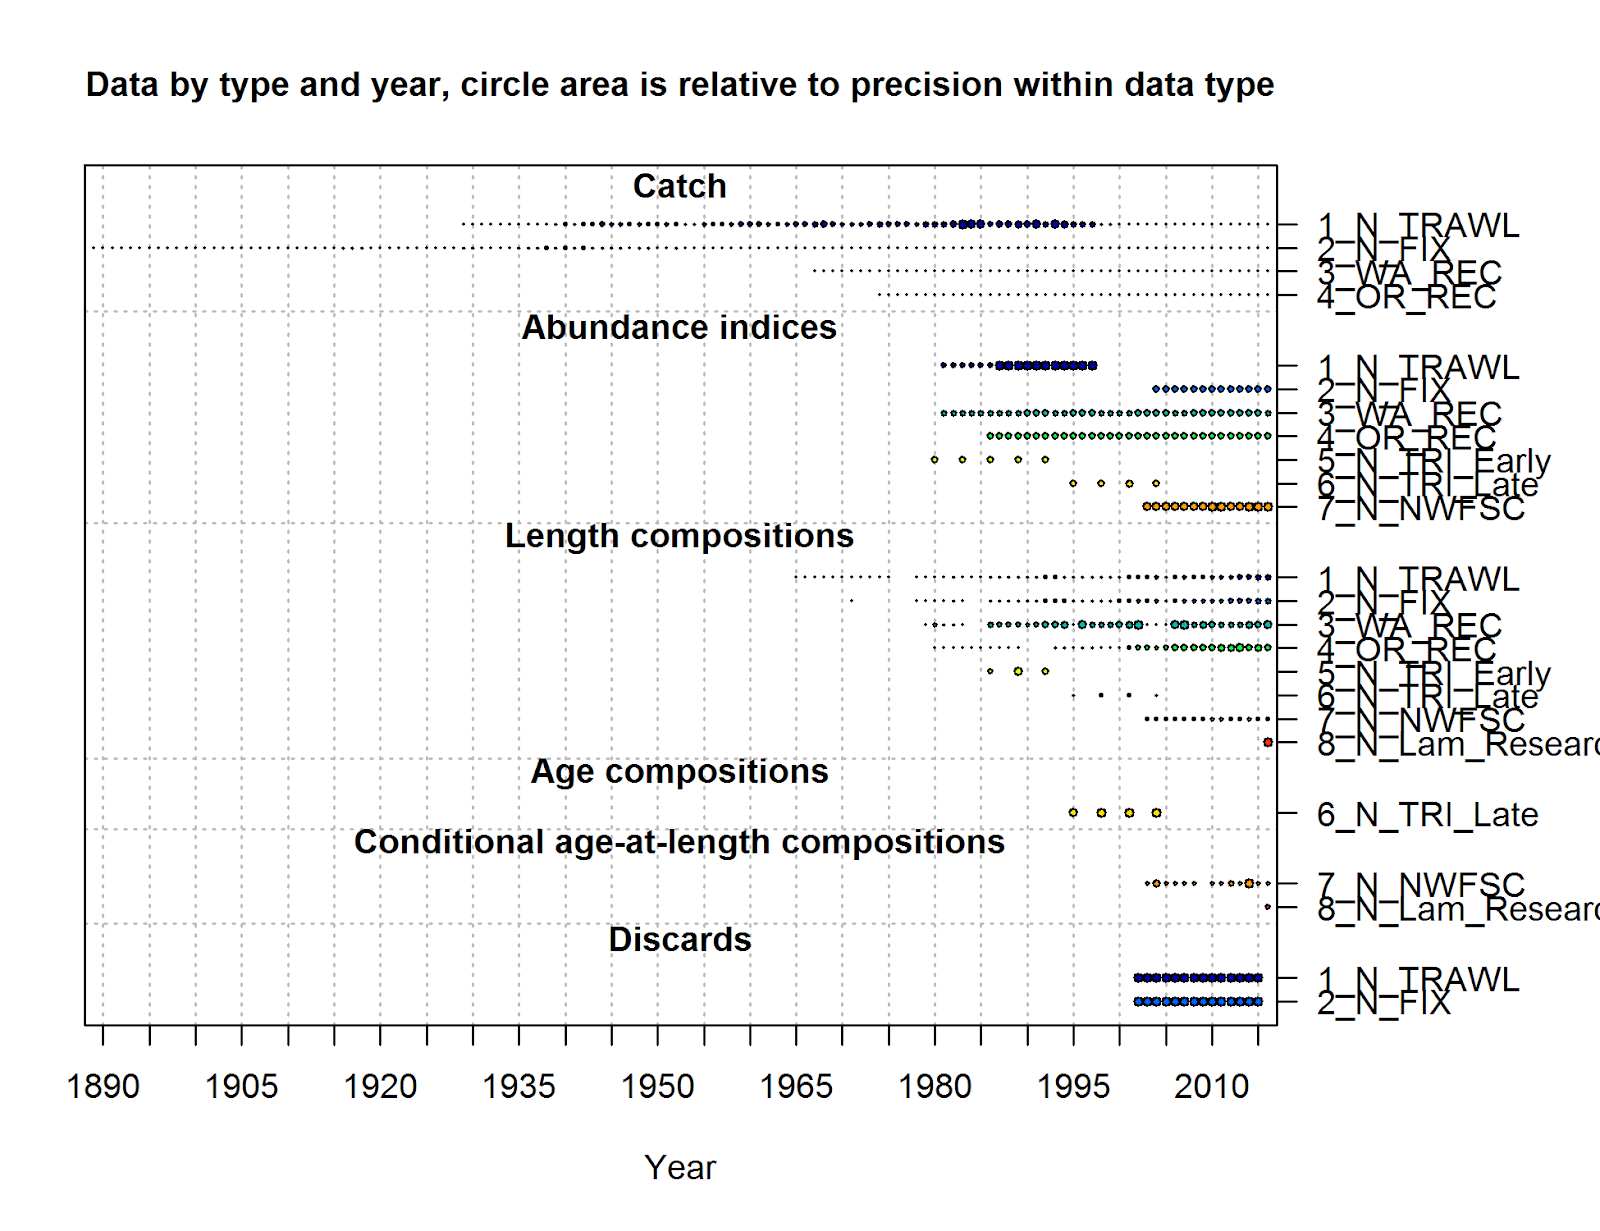 Data by type and year, circle area is relative to precision within data type
Catch
1_N_TRAWL
2_N_FIX
3_WA_REC
4_OR_REC
Abundance indices
1_N_TRAWL
2_N_FIX
3_WA_REC
4_OR_REC
5_N_TRI_Early
6_N_TRI_Late
7_N_NWFSC
Length compositions
1_N_TRAWL
2_N_FIX
3_WA_REC
4_OR_REC
5_N_TRI_Early
6_N_TRI_Late
7_N_NWFSC
8_N_Lam_Researc
Age compositions
6_N_TRI_Late
Conditional age-at-length compositions
7_N_NWFSC
8_N_Lam_Researc
Discards
1_N_TRAWL
2_N_FIX
1890 1905 1920 1935 1950 1965 1980 1995 2010
Year